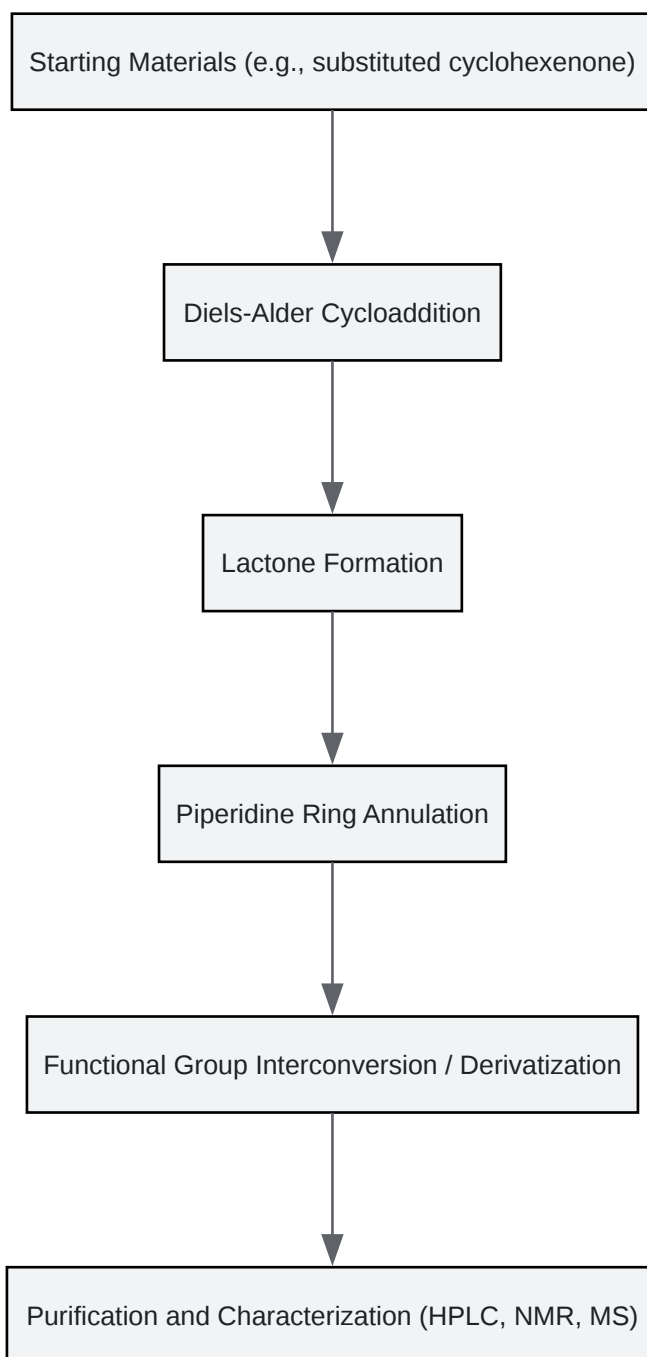 Starting Materials (e.g., substituted cyclohexenone)
Diels-Alder Cycloaddition
Lactone Formation
Piperidine Ring Annulation
Functional Group Interconversion / Derivatization
Purification and Characterization (HPLC, NMR, MS)